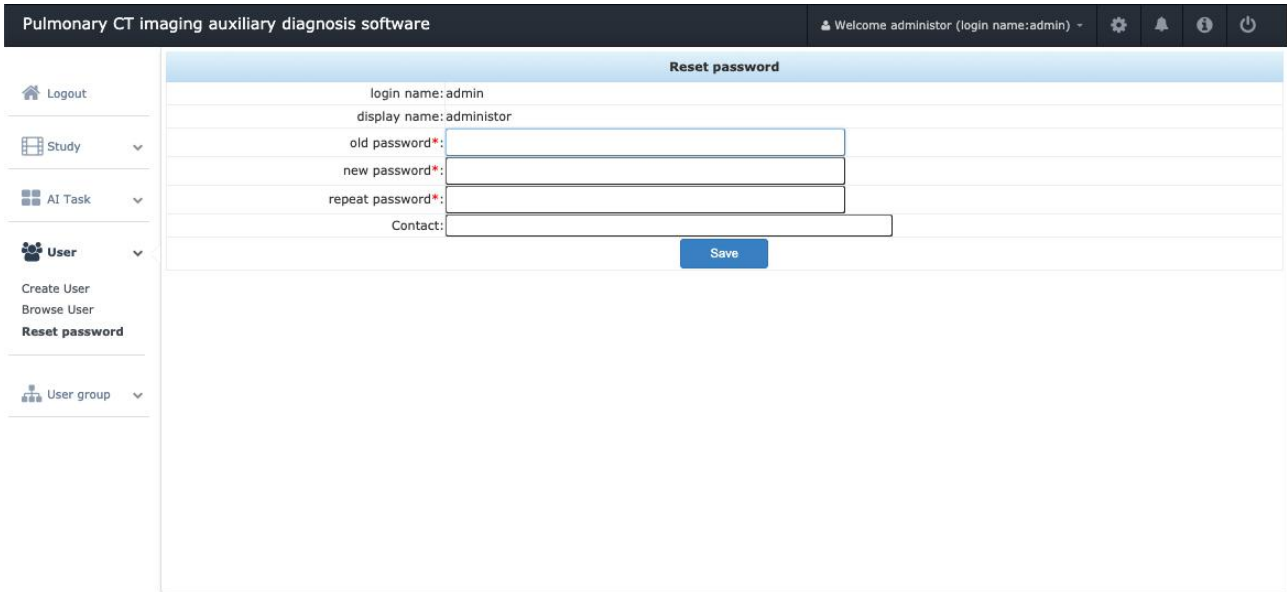 Pulmonary CT imaging auxiliary diagnosis software
Welcome administor (login name:admin)
Logout
Study
AI Task
User
Create User
Browse User
Reset password
User group
Reset password
login name: admin
display name: administor
old password*:
new password*:
repeat password*:
Contact:
Save